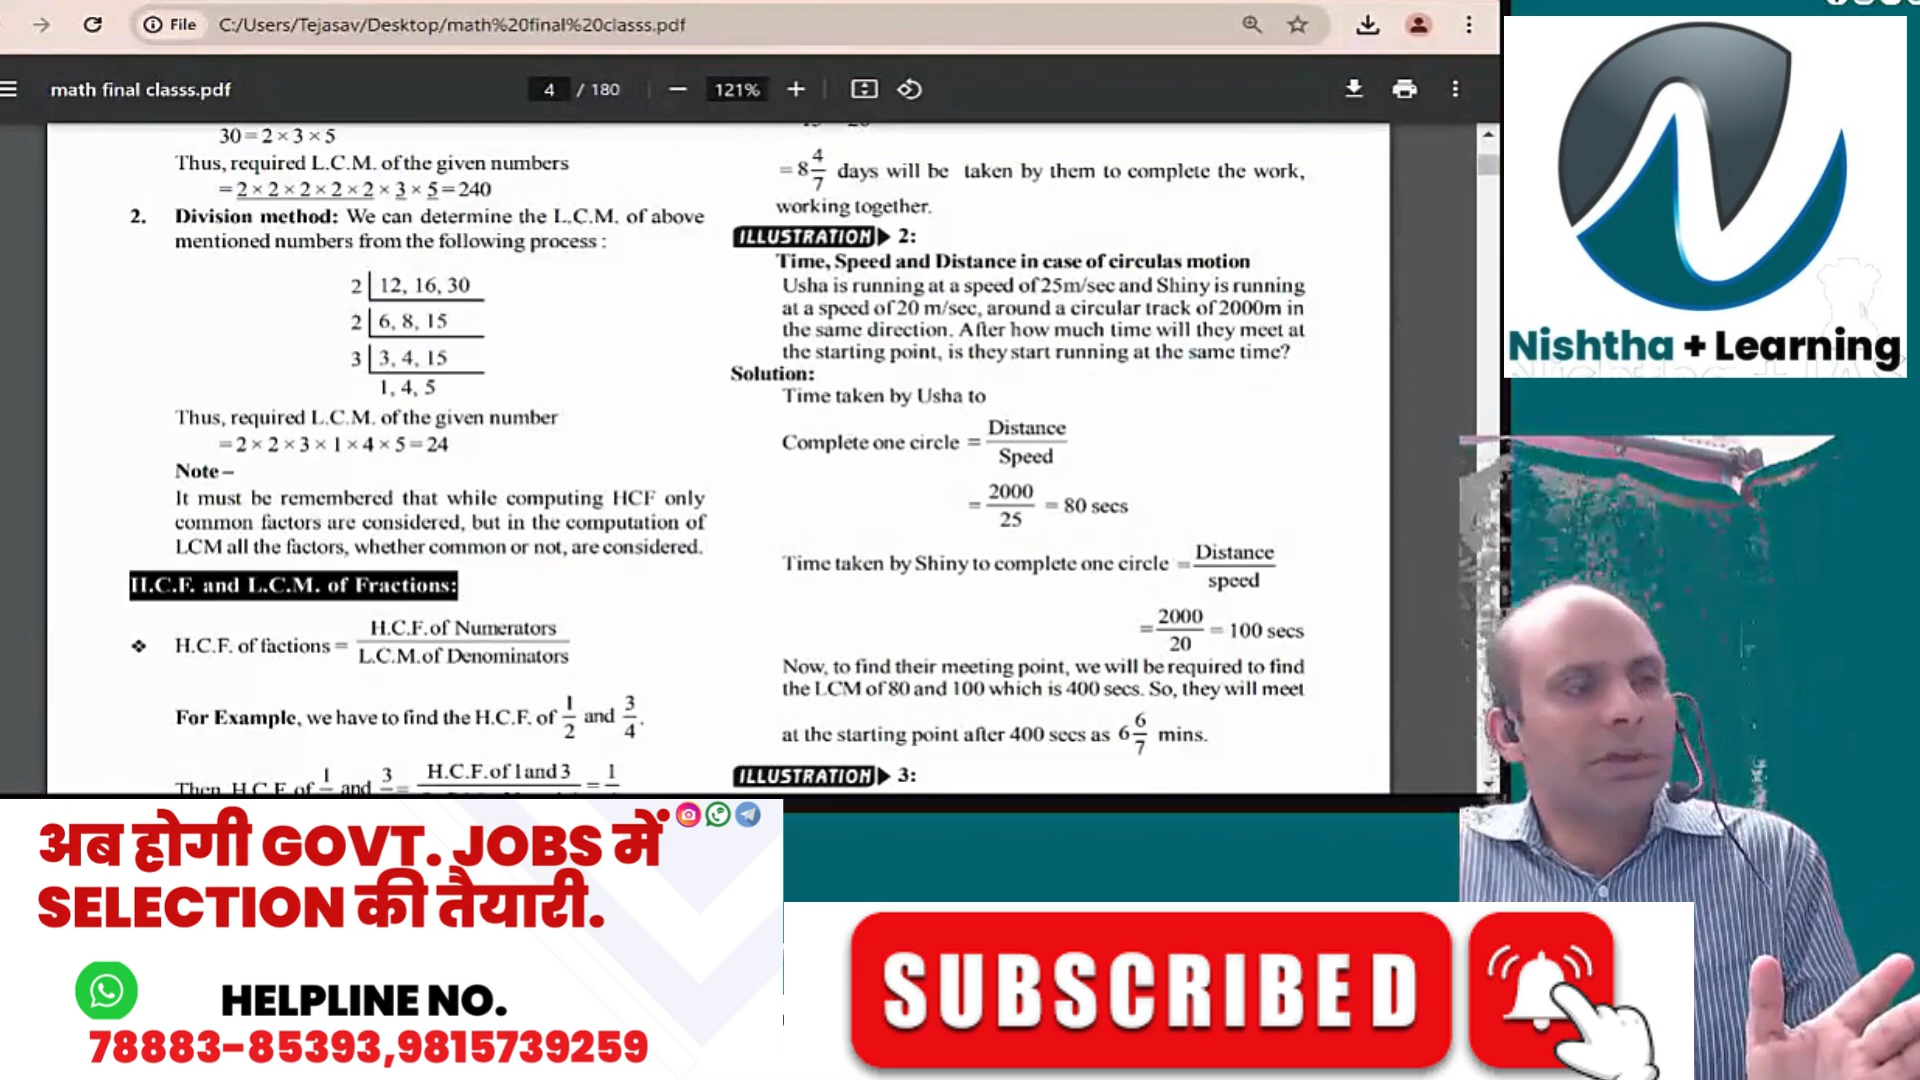 File C:/Users/Tejasav/Desktop/math%20final%20classs.pdf
math final classs.pdf
4 / 180
121%
30 = 2 × 3 × 5
Thus, required L.C.M. of the given numbers
= 2 × 2 × 2 × 2 × 2 × 3 × 5 = 240
2. Division method: We can determine the L.C.M. of above
mentioned numbers from the following process :
2 | 12, 16, 30
2 | 6, 8, 15
3 | 3, 4, 15
1, 4, 5
Thus, required L.C.M. of the given number
= 2 × 2 × 3 × 1 × 4 × 5 = 24
Note –
It must be remembered that while computing HCF only
common factors are considered, but in the computation of
LCM all the factors, whether common or not, are considered.
H.C.F. and L.C.M. of Fractions:
❖ H.C.F. of factions = H.C.F.of Numerators / L.C.M.of Denominators
For Example, we have to find the H.C.F. of 1/2 and 3/4.
Then H.C.F. of 1 and 3 = H.C.F.of 1 and 3 = 1
= 8 4/7 days will be taken by them to complete the work,
working together.
ILLUSTRATION 2:
Time, Speed and Distance in case of circulas motion
Usha is running at a speed of 25m/sec and Shiny is running
at a speed of 20 m/sec, around a circular track of 2000m in
the same direction. After how much time will they meet at
the starting point, is they start running at the same time?
Solution:
Time taken by Usha to
Complete one circle = Distance / Speed
= 2000 / 25 = 80 secs
Time taken by Shiny to complete one circle = Distance / speed
= 2000 / 20 = 100 secs
Now, to find their meeting point, we will be required to find
the LCM of 80 and 100 which is 400 secs. So, they will meet
at the starting point after 400 secs as 6 6/7 mins.
ILLUSTRATION 3:
Nishtha + Learning
अब होगी GOVT. JOBS में
SELECTION की तैयारी.
HELPLINE NO.
78883-85393,9815739259
SUBSCRIBED